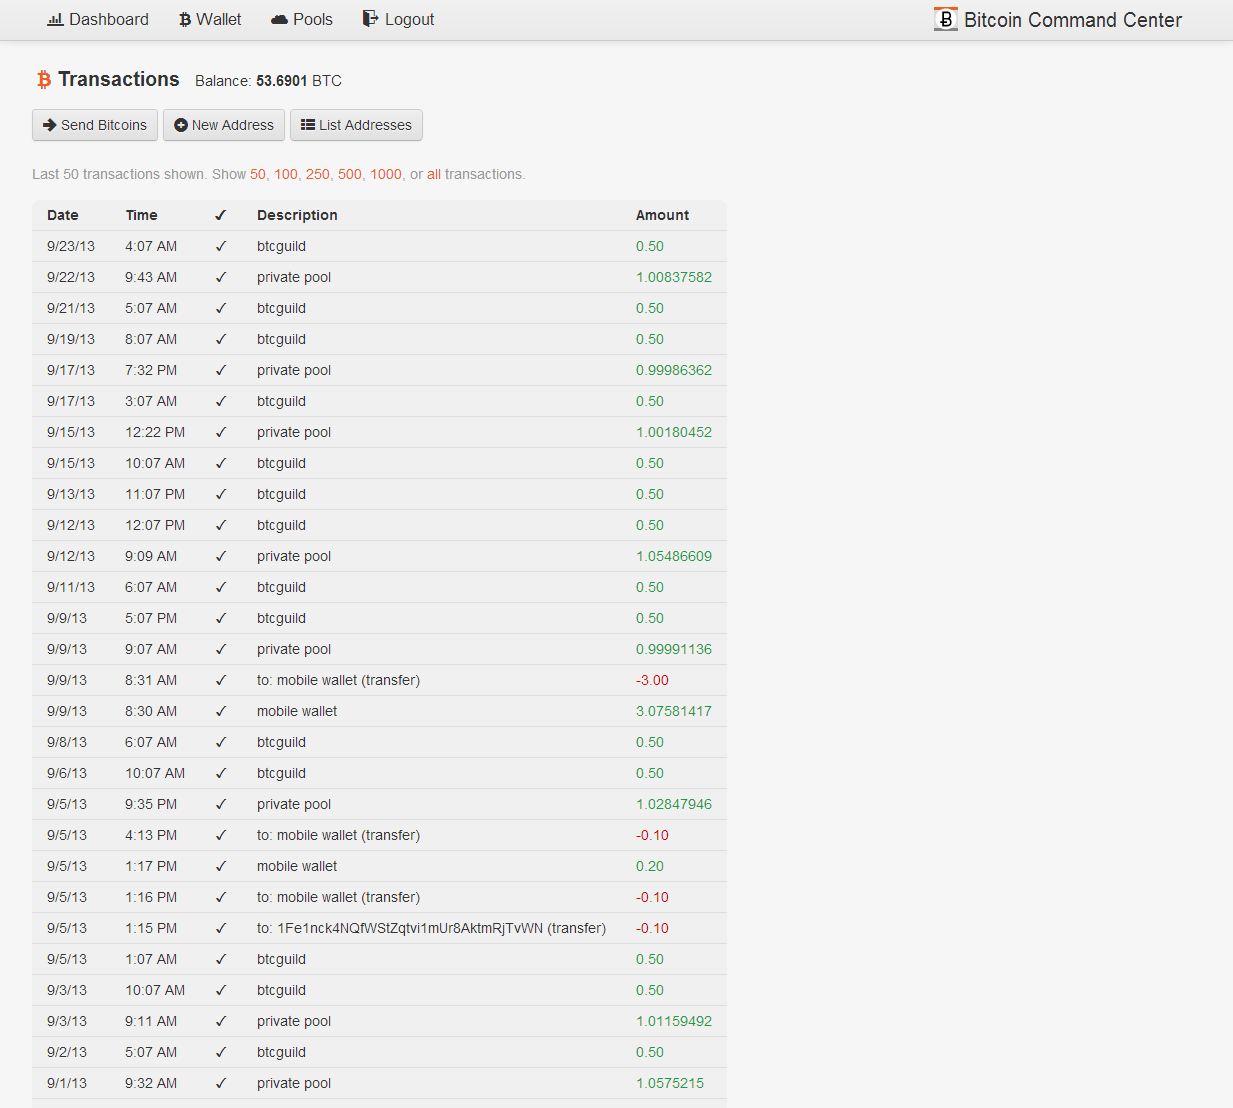 Dashboard Wallet Pools Logout Bitcoin Command Center
Transactions Balance: 53.6901 BTC
Send Bitcoins New Address List Addresses
Last 50 transactions shown. Show 50, 100, 250, 500, 1000, or all transactions.
Date Time ✓ Description Amount
9/23/13 4:07 AM ✓ btcguild 0.50
9/22/13 9:43 AM ✓ private pool 1.00837582
9/21/13 5:07 AM ✓ btcguild 0.50
9/19/13 8:07 AM ✓ btcguild 0.50
9/17/13 7:32 PM ✓ private pool 0.99986362
9/17/13 3:07 AM ✓ btcguild 0.50
9/15/13 12:22 PM ✓ private pool 1.00180452
9/15/13 10:07 AM ✓ btcguild 0.50
9/13/13 11:07 PM ✓ btcguild 0.50
9/12/13 12:07 PM ✓ btcguild 0.50
9/12/13 9:09 AM ✓ private pool 1.05486609
9/11/13 6:07 AM ✓ btcguild 0.50
9/9/13 5:07 PM ✓ btcguild 0.50
9/9/13 9:07 AM ✓ private pool 0.99991136
9/9/13 8:31 AM ✓ to: mobile wallet (transfer) -3.00
9/9/13 8:30 AM ✓ mobile wallet 3.07581417
9/8/13 6:07 AM ✓ btcguild 0.50
9/6/13 10:07 AM ✓ btcguild 0.50
9/5/13 9:35 PM ✓ private pool 1.02847946
9/5/13 4:13 PM ✓ to: mobile wallet (transfer) -0.10
9/5/13 1:17 PM ✓ mobile wallet 0.20
9/5/13 1:16 PM ✓ to: mobile wallet (transfer) -0.10
9/5/13 1:15 PM ✓ to: 1Fe1nck4NQfWStZqtvi1mUr8AktmRjTvWN (transfer) -0.10
9/5/13 1:07 AM ✓ btcguild 0.50
9/3/13 10:07 AM ✓ btcguild 0.50
9/3/13 9:11 AM ✓ private pool 1.01159492
9/2/13 5:07 AM ✓ btcguild 0.50
9/1/13 9:32 AM ✓ private pool 1.0575215